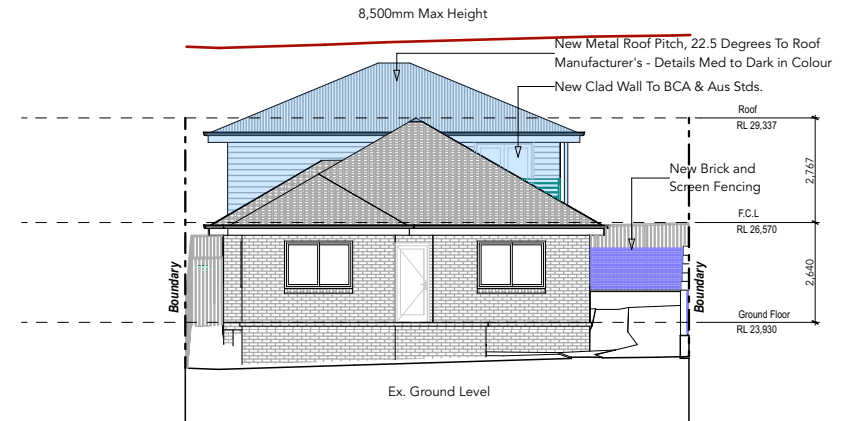 8,500mm Max Height
New Metal Roof Pitch, 22.5 Degrees To Roof
Manufacturer's - Details Med to Dark in Colour
New Clad Wall To BCA & Aus Stds.
Roof
RL 29,337
2,767
New Brick and
Screen Fencing
F.C.L
RL 26,570
2,640
Boundary
Boundary
Ground Floor
RL 23,930
Ex. Ground Level